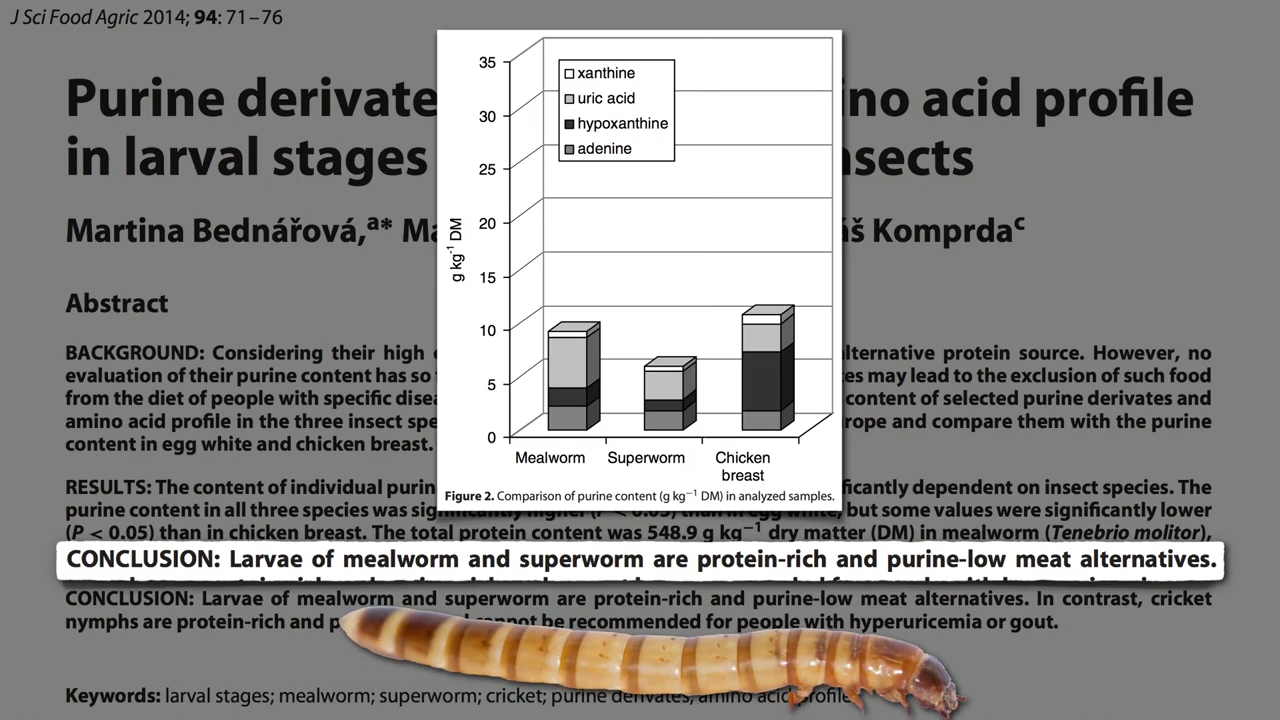 J Sci Food Agric 2014; 94: 71–76
Purine derivate
ino acid profile
in larval stages
insects
Martina Bednářová,ᵃ* Ma
áš Komprdaᶜ
Abstract
BACKGROUND: Considering their high
alternative protein source. However, no
evaluation of their purine content has so
may lead to the exclusion of such food
from the diet of people with specific
content of selected purine derivates and
amino acid profile in the three insect
and compare them with the purine
content in egg white and chicken breast.
RESULTS: The content of individual
dependent on insect species. The
purine content in all three species was significantly higher (P < 0.05) than in egg white, but some values were significantly lower
(P < 0.05) than in chicken breast. The total protein content was 548.9 g kg⁻¹ dry matter (DM) in mealworm (Tenebrio molitor),
35
30
25
20
15
10
5
0
g kg⁻¹ DM
xanthine
uric acid
hypoxanthine
adenine
Mealworm Superworm Chicken
breast
Figure 2. Comparison of purine content (g kg⁻¹ DM) in analyzed samples.
CONCLUSION: Larvae of mealworm and superworm are protein-rich and purine-low meat alternatives.
CONCLUSION: Larvae of mealworm and superworm are protein-rich and purine-low meat alternatives. In contrast, cricket
nymphs are protein-rich and
cannot be recommended for people with hyperuricemia or gout.
Keywords: larval stages; mealworm; superworm; cricket; purine derivates; amino acid profile